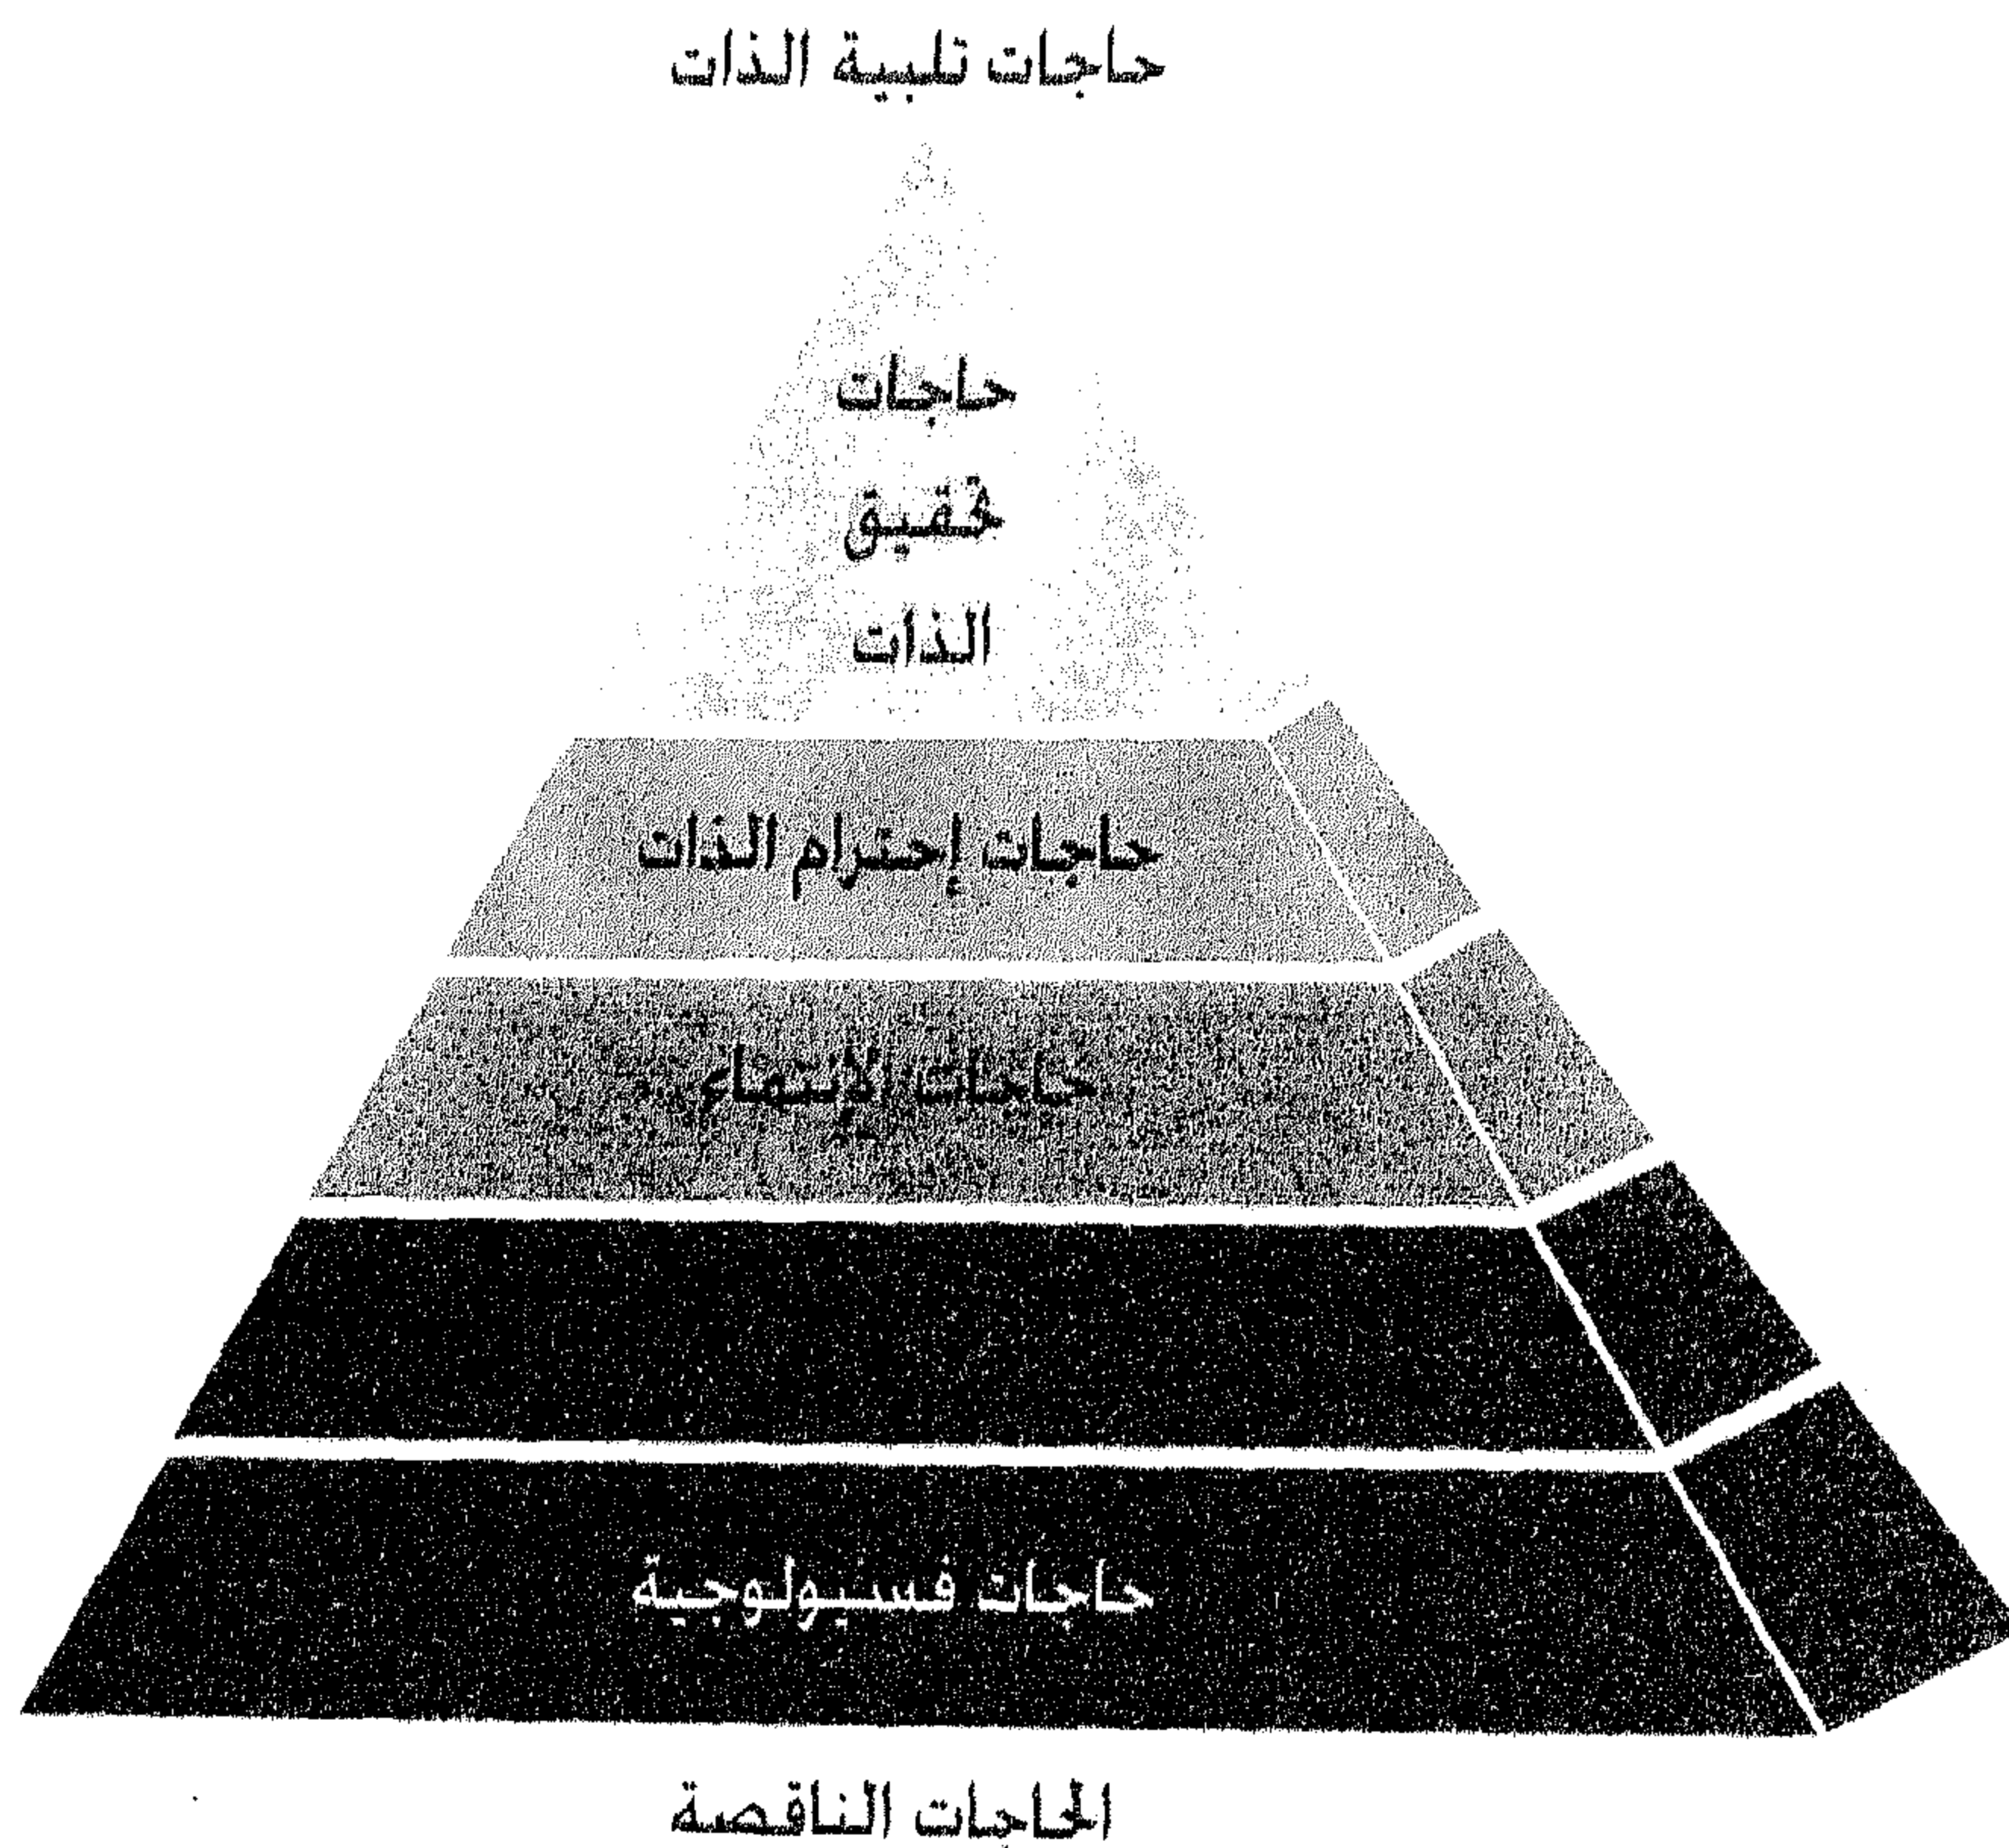 حاجات تلبية الذات
حاجات
تحقيق
الذات
حاجات إحترام الذات
حاجات الإنتماء
حاجات فسيولوجية
الحاجات الناقصة